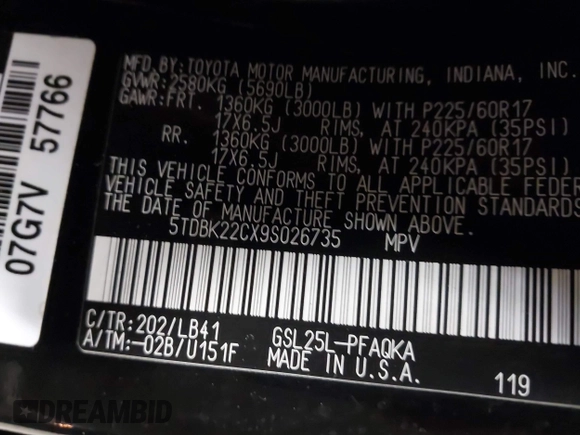 07G7V 57766
MFD. BY: TOYOTA MOTOR MANUFACTURING, INDIANA, INC.
GVWR: 2580KG (5690LB)
GAWR: FRT. 1360KG (3000LB) WITH P225/60R17
17X6.5J RIMS, AT 240KPA (35PSI)
RR. 1360KG (3000LB) WITH P225/60R17
17X6.5J RIMS, AT 240KPA (35PSI)
THIS VEHICLE CONFORMS TO ALL APPLICABLE FEDER
VEHICLE SAFETY AND THEFT PREVENTION STANDARDS
THE DATE OF MANUFACTURE SHOWN ABOVE.
5TDBK22CX9S026735 MPV
C/TR: 202/LB41 GSL25L-PFAQKA
A/TM: -02B/U151F MADE IN U.S.A.
119
DREAMBID